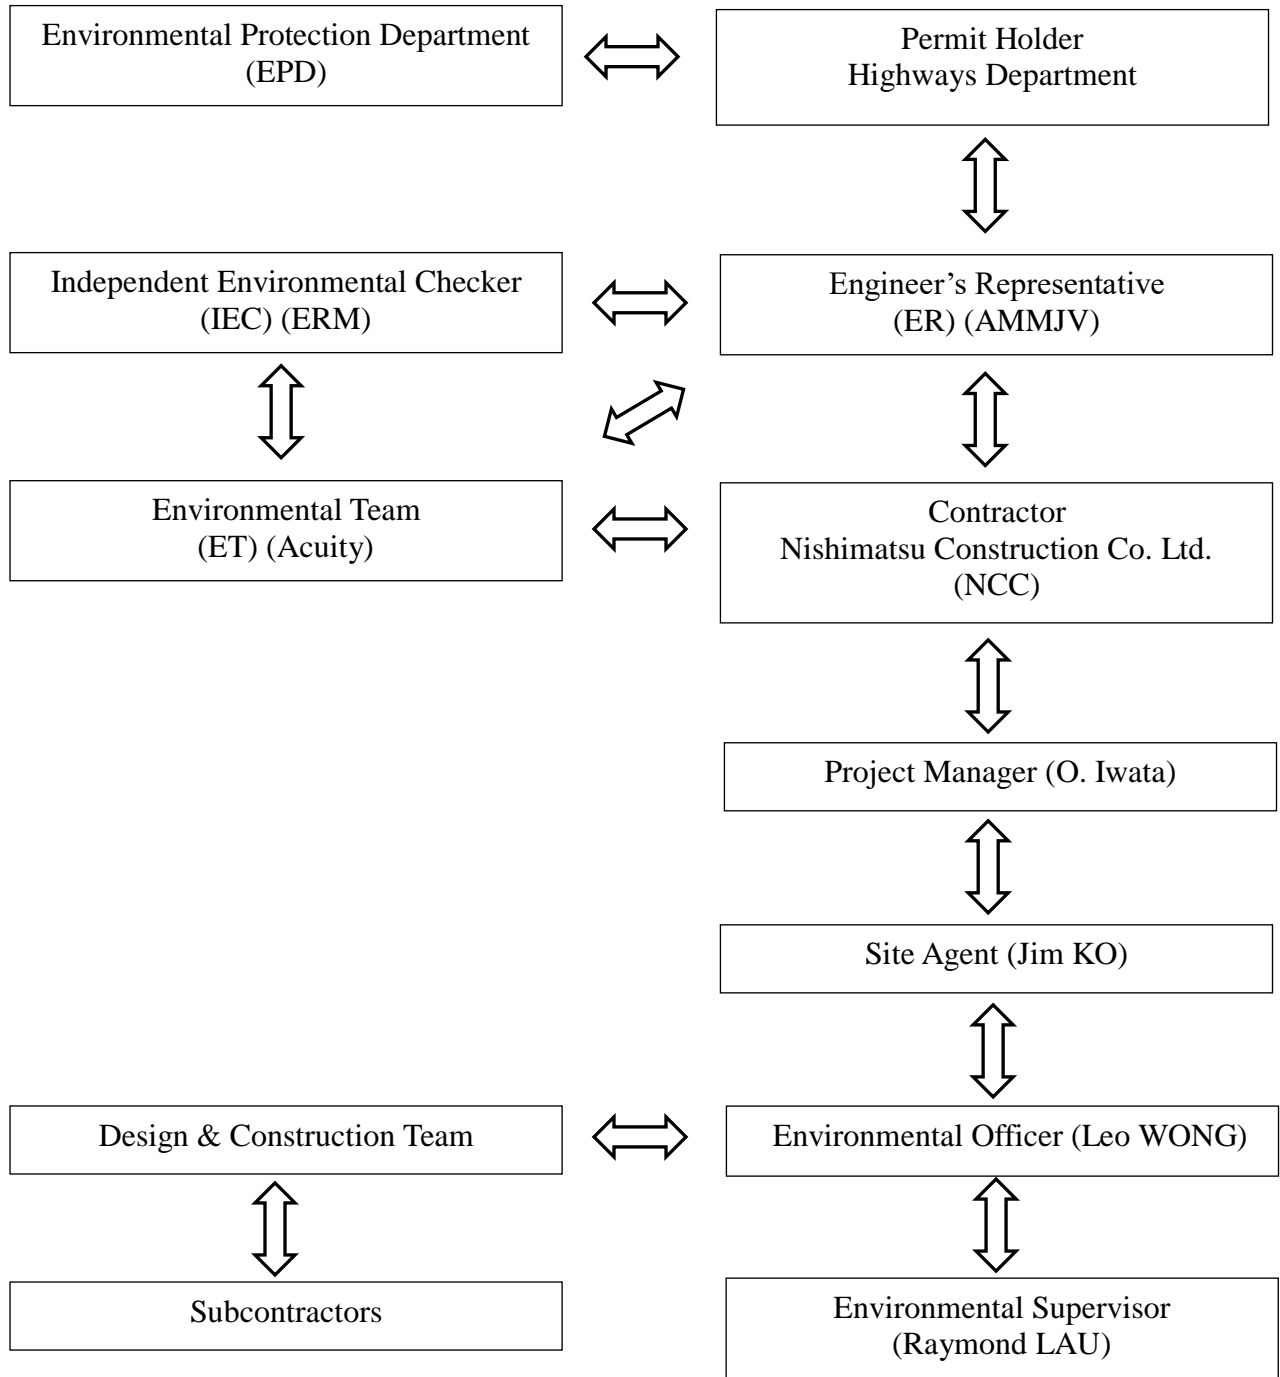 Environmental Protection Department
(EPD)
Permit Holder
Highways Department
Independent Environmental Checker
(IEC) (ERM)
Engineer’s Representative
(ER) (AMMJV)
Environmental Team
(ET) (Acuity)
Contractor
Nishimatsu Construction Co. Ltd.
(NCC)
Project Manager (O. Iwata)
Site Agent (Jim KO)
Design & Construction Team
Environmental Officer (Leo WONG)
Subcontractors
Environmental Supervisor
(Raymond LAU)